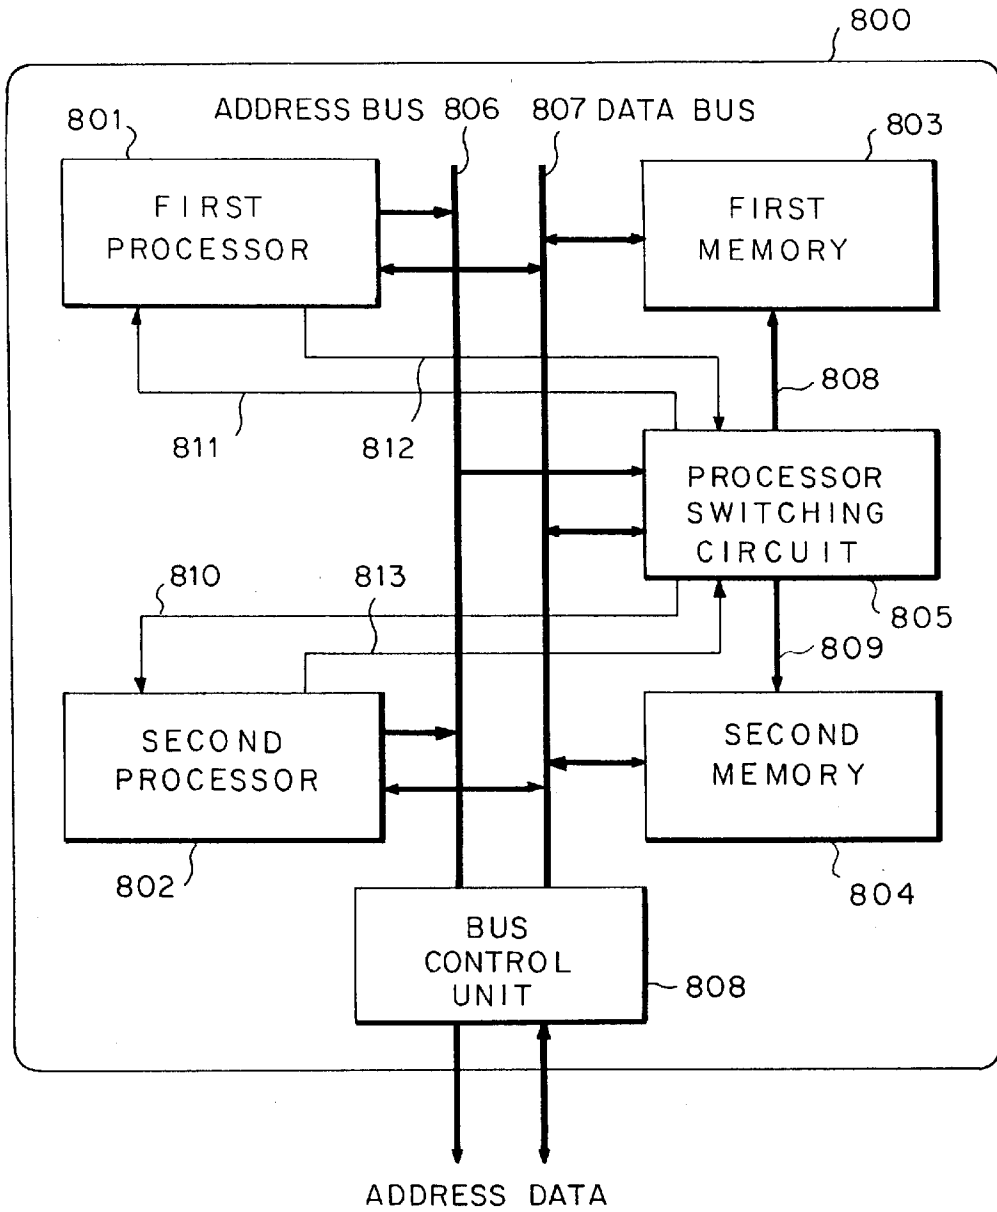 800
ADDRESS BUS 806 807 DATA BUS
801
803
FIRST
PROCESSOR
FIRST
MEMORY
808
811
812
PROCESSOR
SWITCHING
CIRCUIT
810
813
805
809
SECOND
PROCESSOR
SECOND
MEMORY
802
804
BUS
CONTROL
UNIT
808
ADDRESS DATA